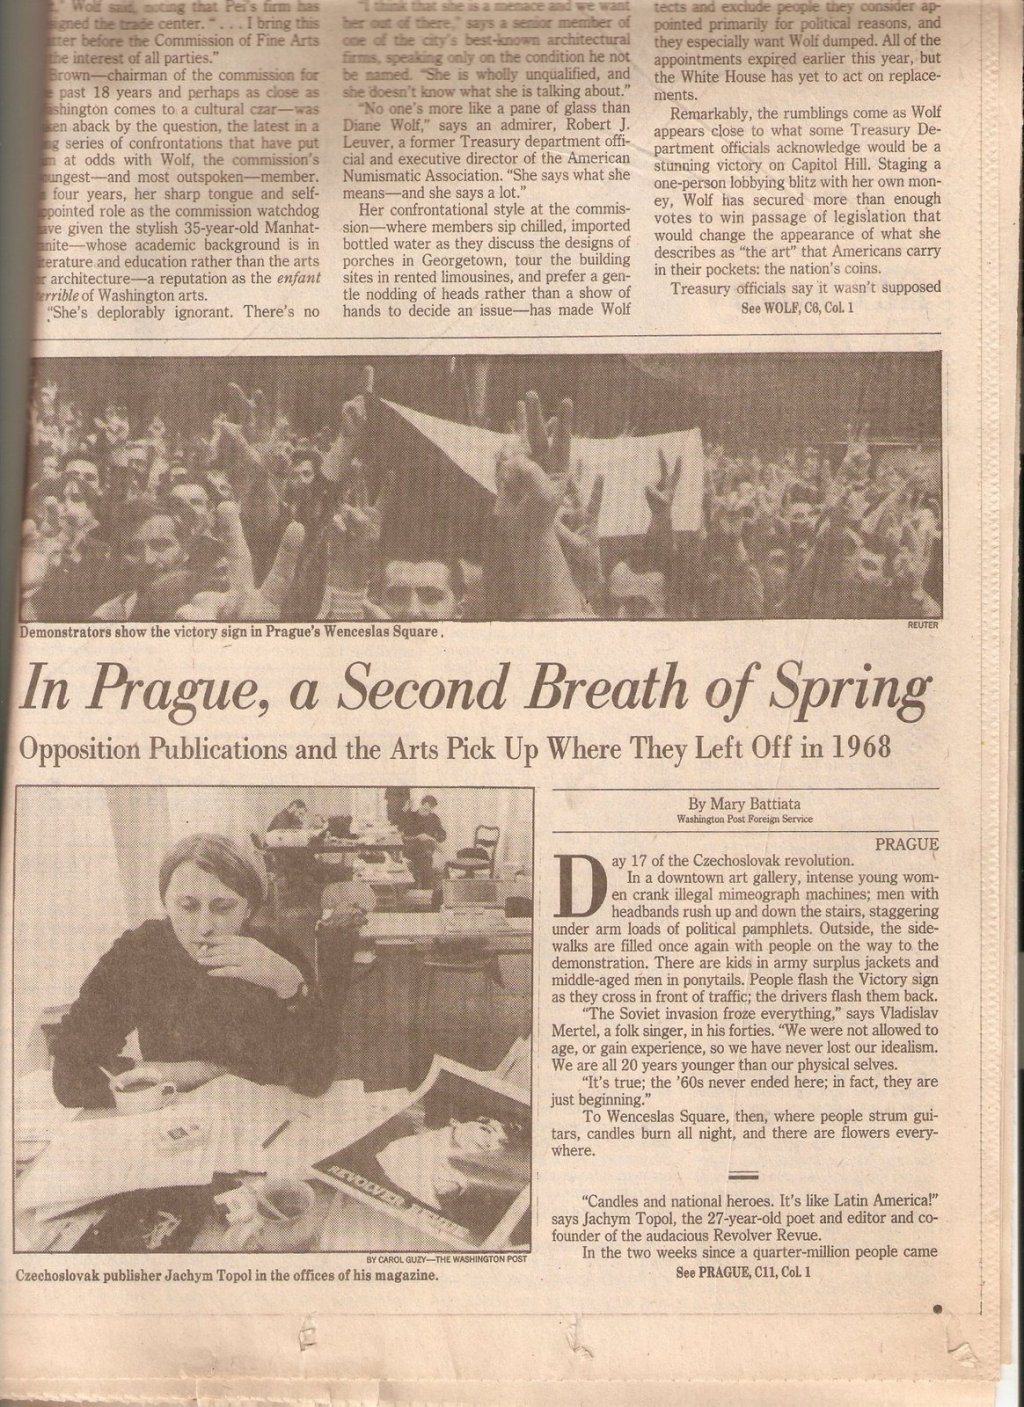 Wolf said, noting that Pei's firm has
signed the trade center. ". . . I bring this
before the Commission of Fine Arts
the interest of all parties."
Brown—chairman of the commission for
past 18 years and perhaps as close as
ashington comes to a cultural czar—was
en aback by the question, the latest in a
series of confrontations that have put
at odds with Wolf, the commission's
ungest—and most outspoken—member.
four years, her sharp tongue and self-
pointed role as the commission watchdog
ave given the stylish 35-year-old Manhat-
anite—whose academic background is in
terature and education rather than the arts
architecture—a reputation as the enfant
errible of Washington arts.
"She's deplorably ignorant. There's no
"I think that she is a menace and we want
her out of there," says a senior member of
one of the city's best-known architectural
firms, speaking only on the condition he not
be named. "She is wholly unqualified, and
she doesn't know what she is talking about."
"No one's more like a pane of glass than
Diane Wolf," says an admirer, Robert J.
Leuver, a former Treasury department offi-
cial and executive director of the American
Numismatic Association. "She says what she
means—and she says a lot."
Her confrontational style at the commis-
sion—where members sip chilled, imported
bottled water as they discuss the designs of
porches in Georgetown, tour the building
sites in rented limousines, and prefer a gen-
tle nodding of heads rather than a show of
hands to decide an issue—has made Wolf
tects and exclude people they consider ap-
pointed primarily for political reasons, and
they especially want Wolf dumped. All of the
appointments expired earlier this year, but
the White House has yet to act on replace-
ments.
Remarkably, the rumblings come as Wolf
appears close to what some Treasury De-
partment officials acknowledge would be a
stunning victory on Capitol Hill. Staging a
one-person lobbying blitz with her own mon-
ey, Wolf has secured more than enough
votes to win passage of legislation that
would change the appearance of what she
describes as "the art" that Americans carry
in their pockets: the nation's coins.
Treasury officials say it wasn't supposed
See WOLF, C6, Col. 1
REUTER
Demonstrators show the victory sign in Prague's Wenceslas Square.
In Prague, a Second Breath of Spring
Opposition Publications and the Arts Pick Up Where They Left Off in 1968
REVOLVER REVUE
BY CAROL GUZY—THE WASHINGTON POST
Czechoslovak publisher Jachym Topol in the offices of his magazine.
By Mary Battiata
Washington Post Foreign Service
PRAGUE
Day 17 of the Czechoslovak revolution.
In a downtown art gallery, intense young wom-
en crank illegal mimeograph machines; men with
headbands rush up and down the stairs, staggering
under arm loads of political pamphlets. Outside, the side-
walks are filled once again with people on the way to the
demonstration. There are kids in army surplus jackets and
middle-aged men in ponytails. People flash the Victory sign
as they cross in front of traffic; the drivers flash them back.
"The Soviet invasion froze everything," says Vladislav
Mertel, a folk singer, in his forties. "We were not allowed to
age, or gain experience, so we have never lost our idealism.
We are all 20 years younger than our physical selves.
"It's true; the '60s never ended here; in fact, they are
just beginning."
To Wenceslas Square, then, where people strum gui-
tars, candles burn all night, and there are flowers every-
where.
"Candles and national heroes. It's like Latin America!"
says Jachym Topol, the 27-year-old poet and editor and co-
founder of the audacious Revolver Revue.
In the two weeks since a quarter-million people came
See PRAGUE, C11, Col. 1